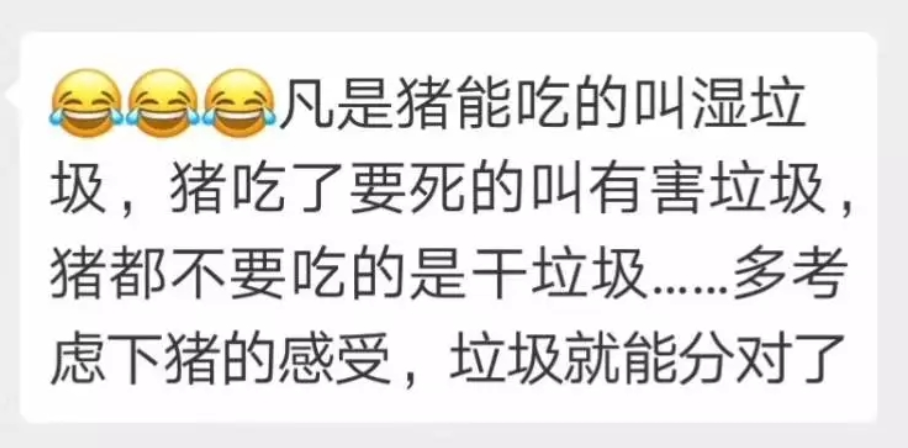 😂😂😂凡是猪能吃的叫湿垃
圾，猪吃了要死的叫有害垃圾，
猪都不要吃的是干垃圾……多考
虑下猪的感受，垃圾就能分对了